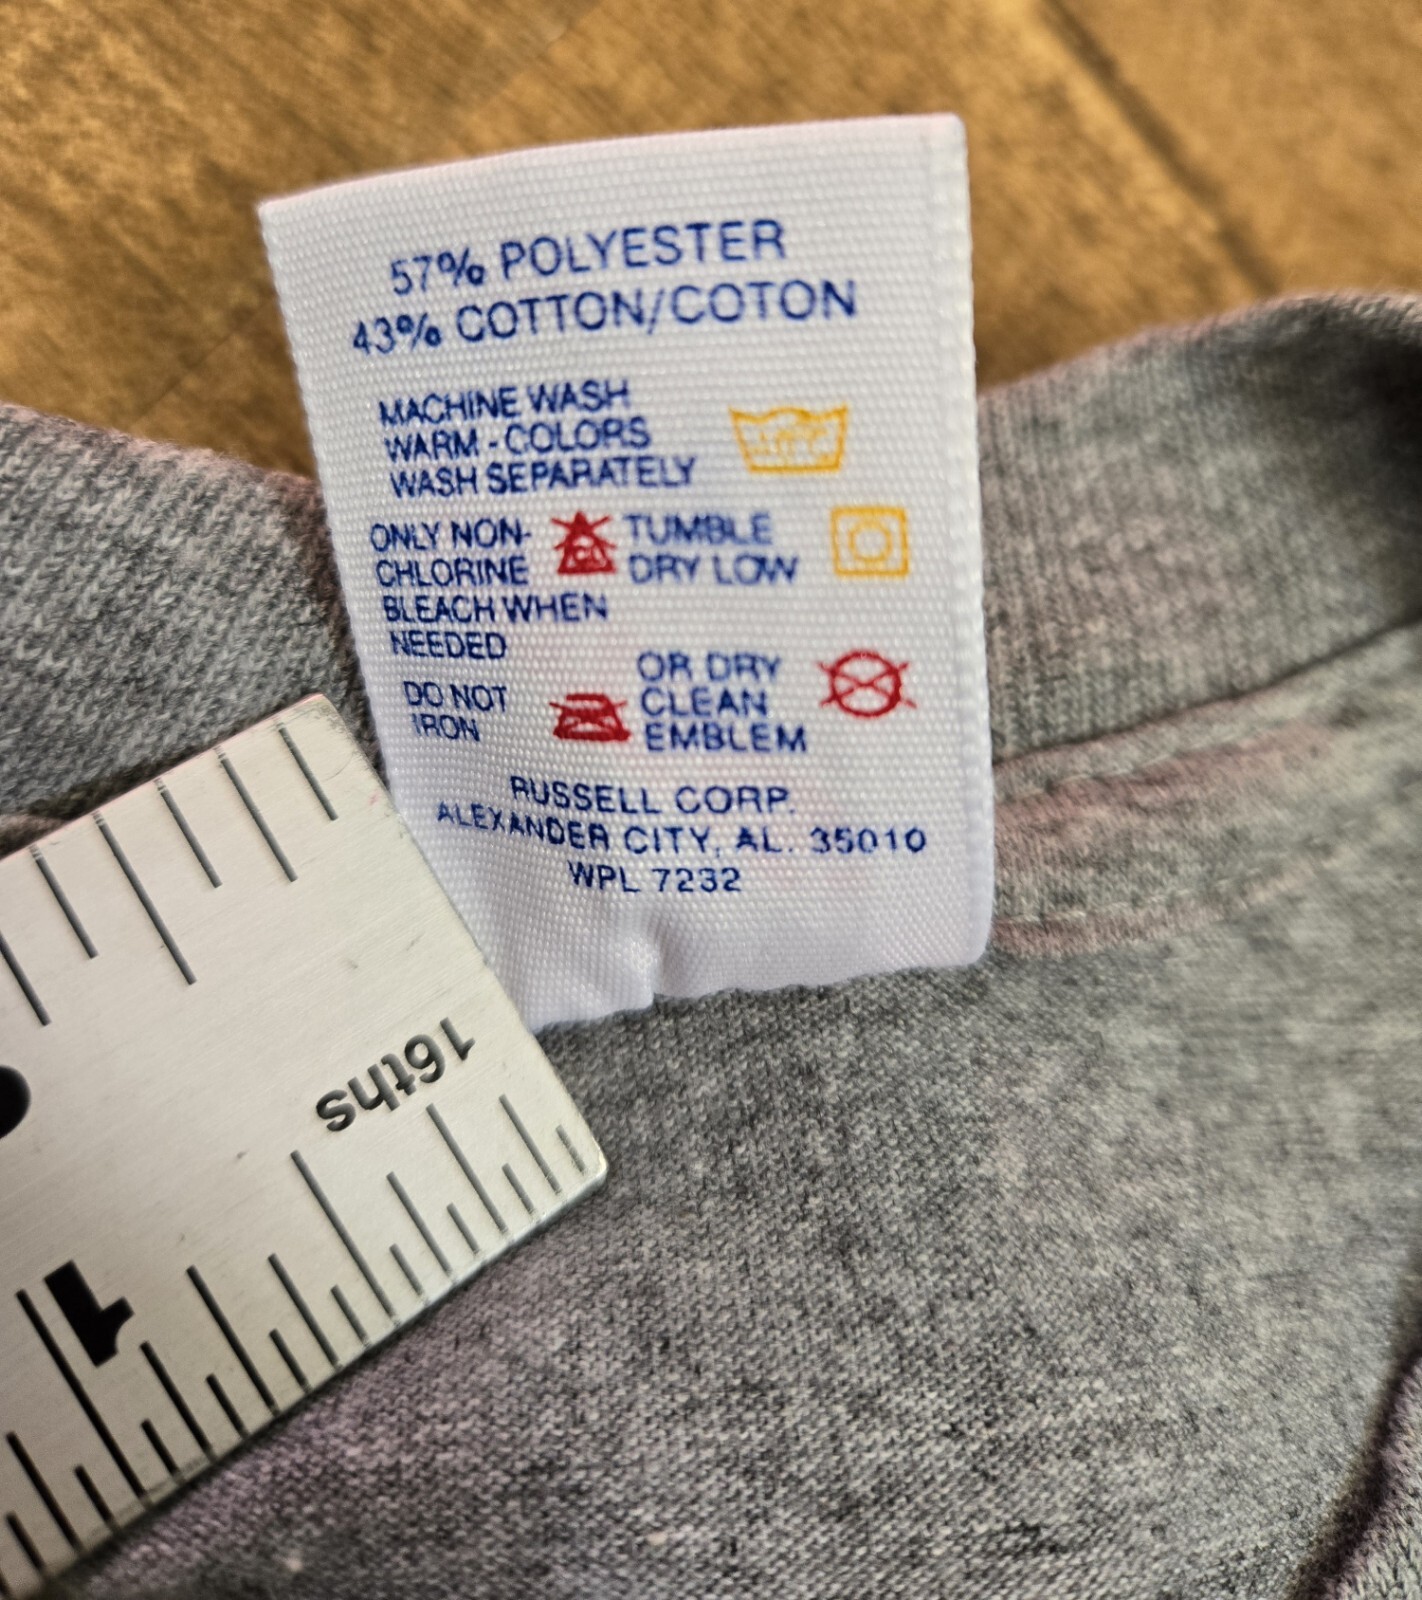 57% POLYESTER
43% COTTON/COTON
MACHINE WASH
WARM - COLORS
WASH SEPARATELY
ONLY NON-
CHLORINE
BLEACH WHEN
NEEDED
TUMBLE
DRY LOW
DO NOT
IRON
OR DRY
CLEAN
EMBLEM
RUSSELL CORP.
ALEXANDER CITY, AL. 35010
WPL 7232
16ths
1